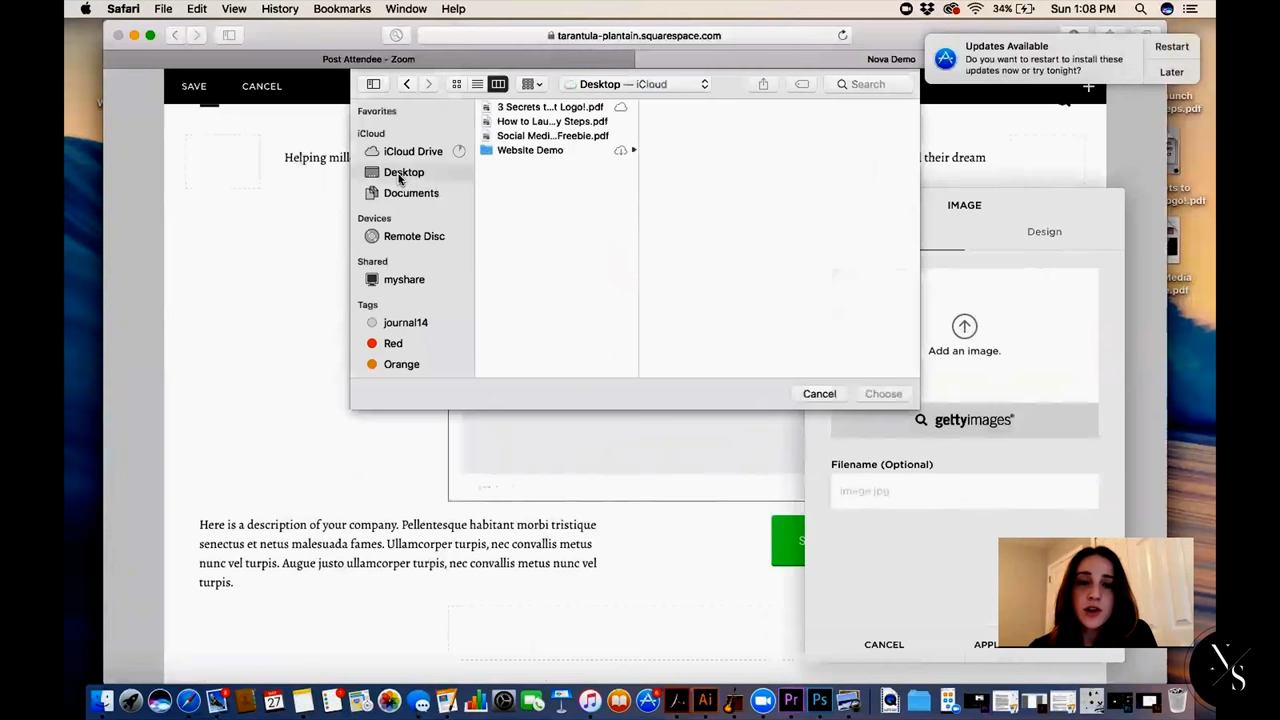 Safari File Edit View History Bookmarks Window Help
34% Sun 1:08 PM
tarantula-plantain.squarespace.com
Post Attendee - Zoom
Nova Demo
Updates Available
Do you want to restart to install these
updates now or try tonight?
Restart
Later
SAVE CANCEL
Desktop — iCloud
Search
Favorites
iCloud
iCloud Drive
Desktop
Documents
Devices
Remote Disc
Shared
myshare
Tags
journal14
Red
Orange
3 Secrets t...t Logo!.pdf
How to Lau...y Steps.pdf
Social Medi...Freebie.pdf
Website Demo
Cancel Choose
Helping mill
their dream
IMAGE
Design
Add an image.
gettyimages®
Filename (Optional)
image.jpg
CANCEL
APPL
Here is a description of your company. Pellentesque habitant morbi tristique
senectus et netus malesuada fames. Ullamcorper turpis, nec convallis metus
nunc vel turpis. Augue justo ullamcorper turpis, nec convallis metus nunc vel
turpis.
S
27
Ai
Pr
Ps
N S